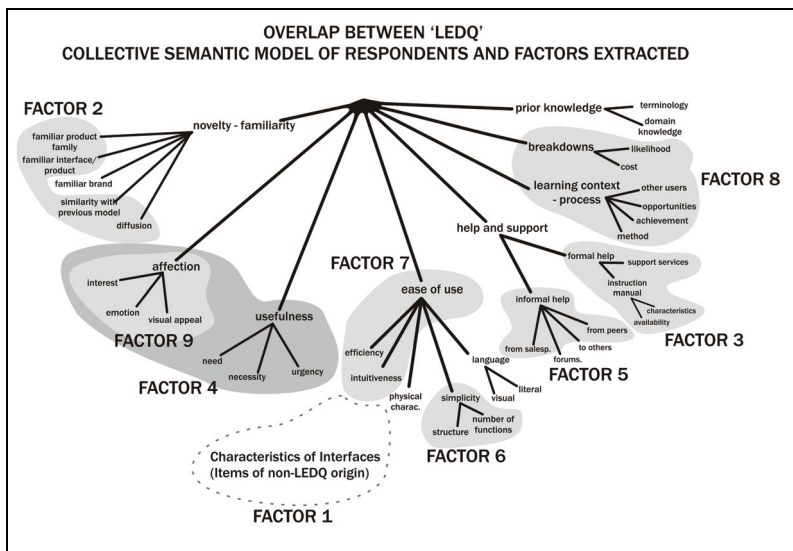 OVERLAP BETWEEN ‘LEDQ’
COLLECTIVE SEMANTIC MODEL OF RESPONDENTS AND FACTORS EXTRACTED
FACTOR 2
novelty - familiarity
familiar product
family
familiar interface/
product
familiar brand
similarity with
previous model
diffusion
prior knowledge
terminology
domain
knowledge
breakdowns
likelihood
cost
learning context
- process
other users
opportunities
achievement
method
FACTOR 8
help and support
formal help
support services
instruction
manual
characteristics
availability
FACTOR 3
informal help
from peers
to others
forums.
from salesp.
FACTOR 5
FACTOR 7
ease of use
efficiency
intuitiveness
physical
charac.
simplicity
structure
number of
functions
language
literal
visual
FACTOR 6
affection
interest
emotion
visual appeal
FACTOR 9
usefulness
need
necessity
urgency
FACTOR 4
Characteristics of Interfaces
(Items of non-LEDQ origin)
FACTOR 1